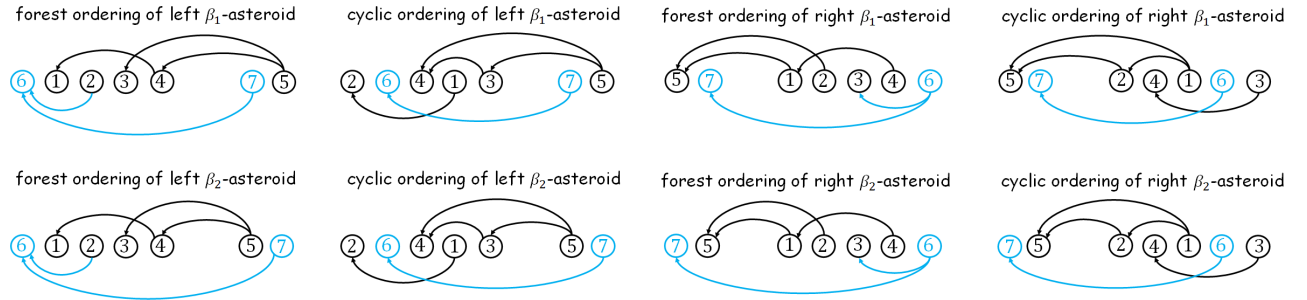 forest ordering of left β₁-asteroid
cyclic ordering of left β₁-asteroid
forest ordering of right β₁-asteroid
cyclic ordering of right β₁-asteroid
6 1 2 3 4 7 5
2 6 4 1 3 7 5
5 7 1 2 3 4 6
5 7 2 4 1 6 3
forest ordering of left β₂-asteroid
cyclic ordering of left β₂-asteroid
forest ordering of right β₂-asteroid
cyclic ordering of right β₂-asteroid
6 1 2 3 4 5 7
2 6 4 1 3 5 7
7 5 1 2 3 4 6
7 5 2 4 1 6 3